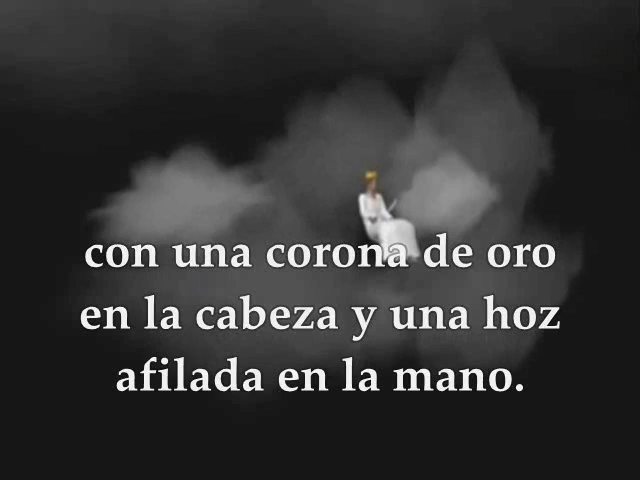 con una corona de oro
en la cabeza y una hoz
afilada en la mano.